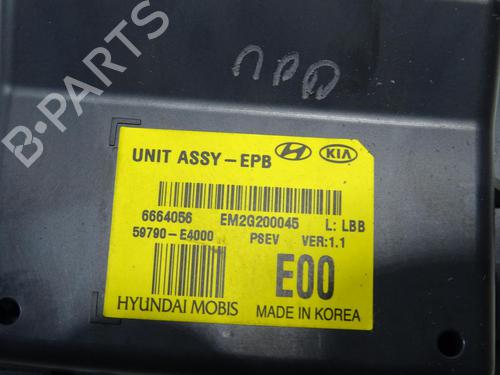 UNIT ASSY-EPB KIA
6664056 EM2G200045 L: LBB
59790-E4000 PSEV VER:1.1
E00
HYUNDAI MOBIS MADE IN KOREA
B-Parts